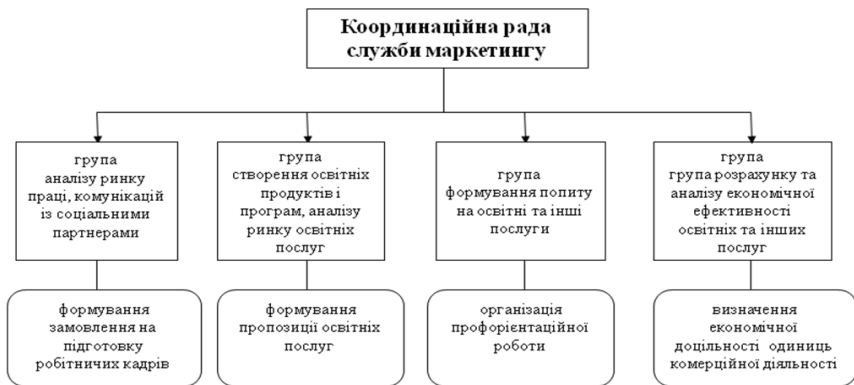 Координаційна рада
служби маркетингу
група
аналізу ринку
праці, комунікацій
із соціальними
партнерами
група
створення освітніх
продуктів і
програм, аналізу
ринку освітніх
послуг
група
формування попиту
на освітні та інші
послуги
група
група розрахунку та
аналізу економічної
ефективності
освітніх та інших
послуг
формування
замовлення на
підготовку
робітничих кадрів
формування
пропозиції освітніх
послуг
організація
профорієнтаційної
роботи
визначення
економічної
доцільності одиниць
комерційної діяльності